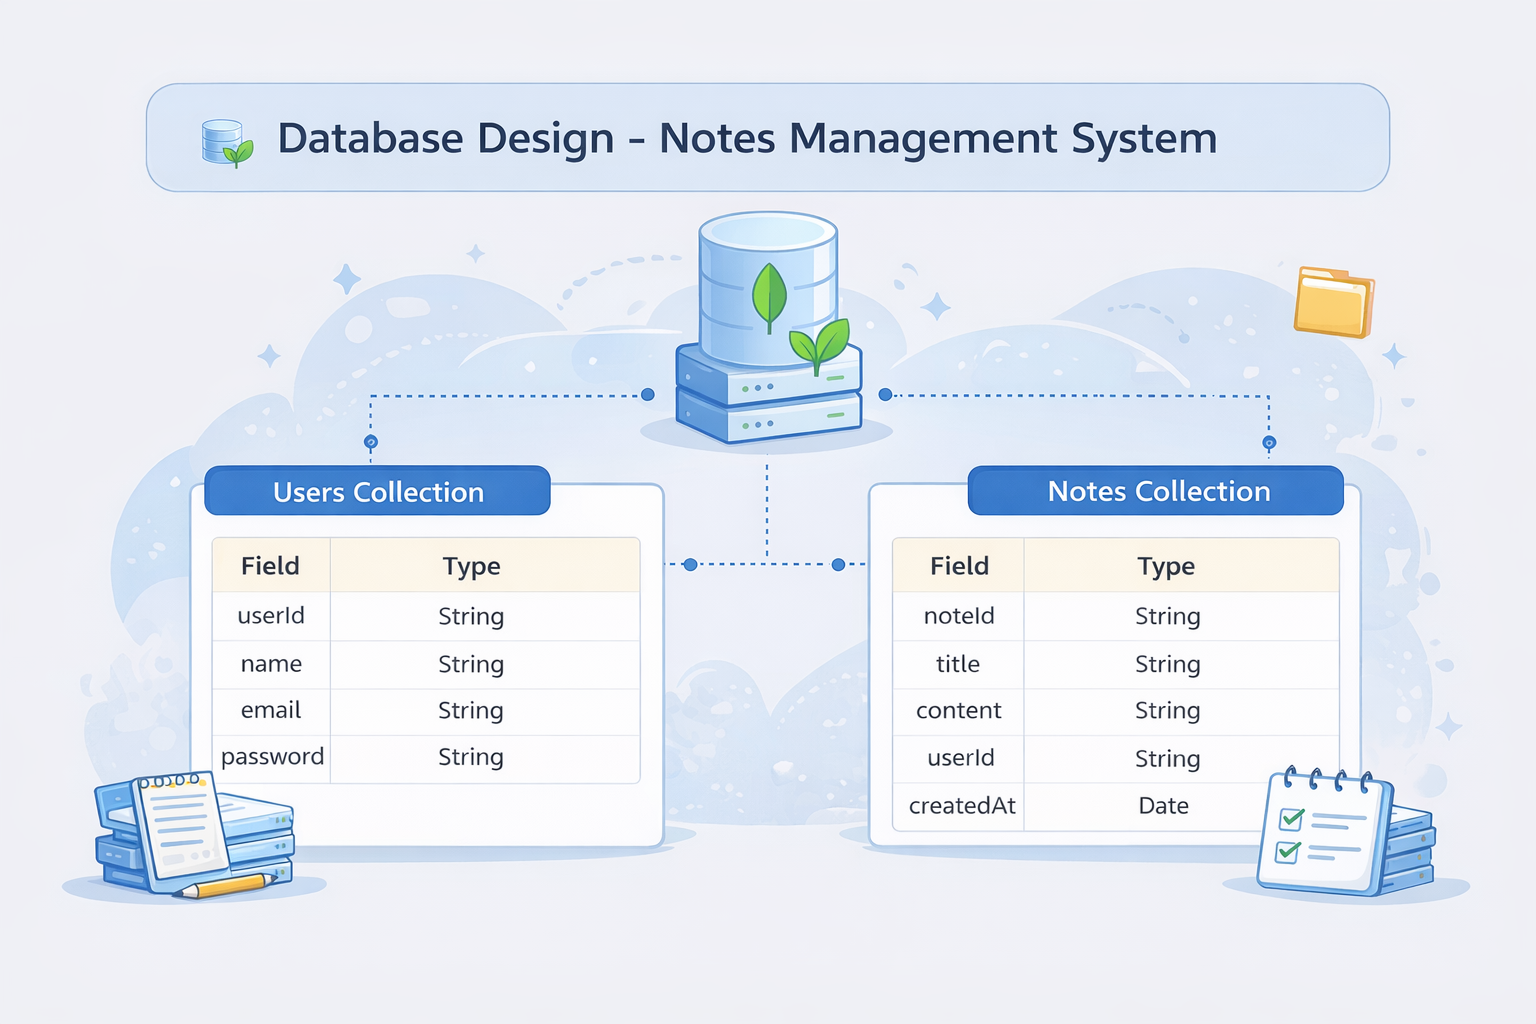 Database Design - Notes Management System
Users Collection
Field Type
userId String
name String
email String
password String
Notes Collection
Field Type
noteId String
title String
content String
userId String
createdAt Date